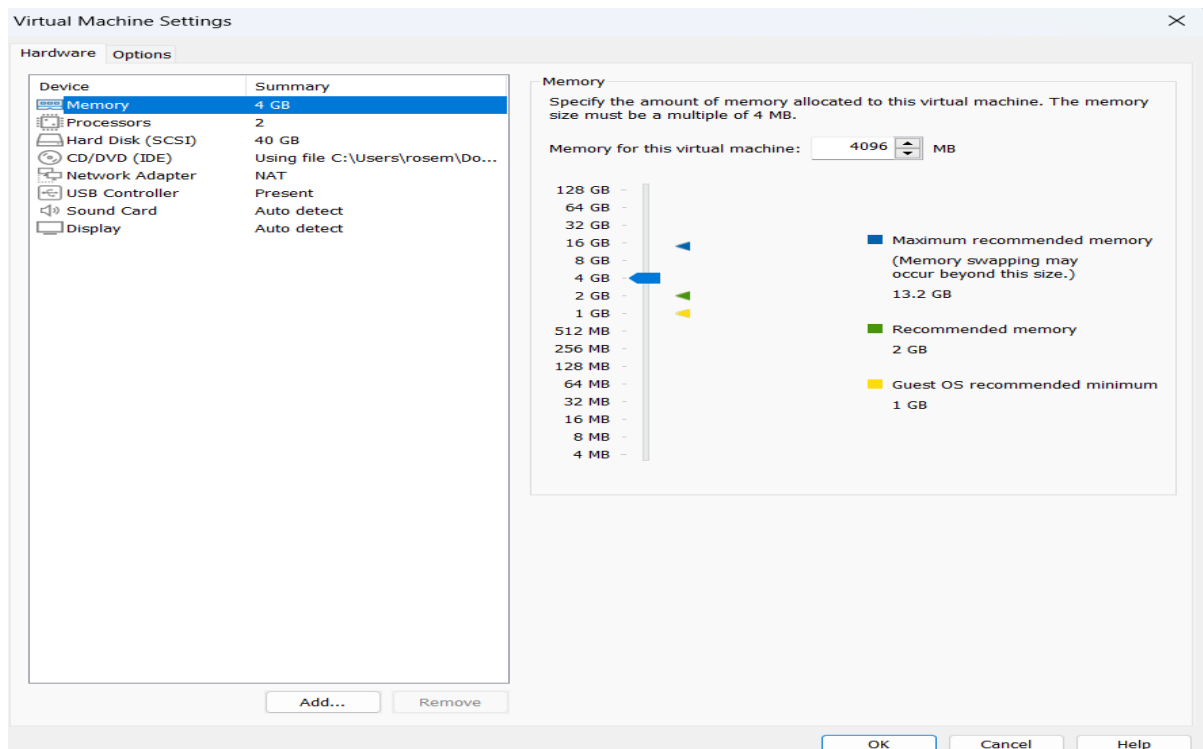 Virtual Machine Settings
Hardware Options
Device Summary
Memory 4 GB
Processors 2
Hard Disk (SCSI) 40 GB
CD/DVD (IDE) Using file C:\Users\rosem\Do...
Network Adapter NAT
USB Controller Present
Sound Card Auto detect
Display Auto detect
Add... Remove
Memory
Specify the amount of memory allocated to this virtual machine. The memory
size must be a multiple of 4 MB.
Memory for this virtual machine: 4096 MB
128 GB
64 GB
32 GB
16 GB
8 GB
4 GB
2 GB
1 GB
512 MB
256 MB
128 MB
64 MB
32 MB
16 MB
8 MB
4 MB
Maximum recommended memory
(Memory swapping may
occur beyond this size.)
13.2 GB
Recommended memory
2 GB
Guest OS recommended minimum
1 GB
OK Cancel Help